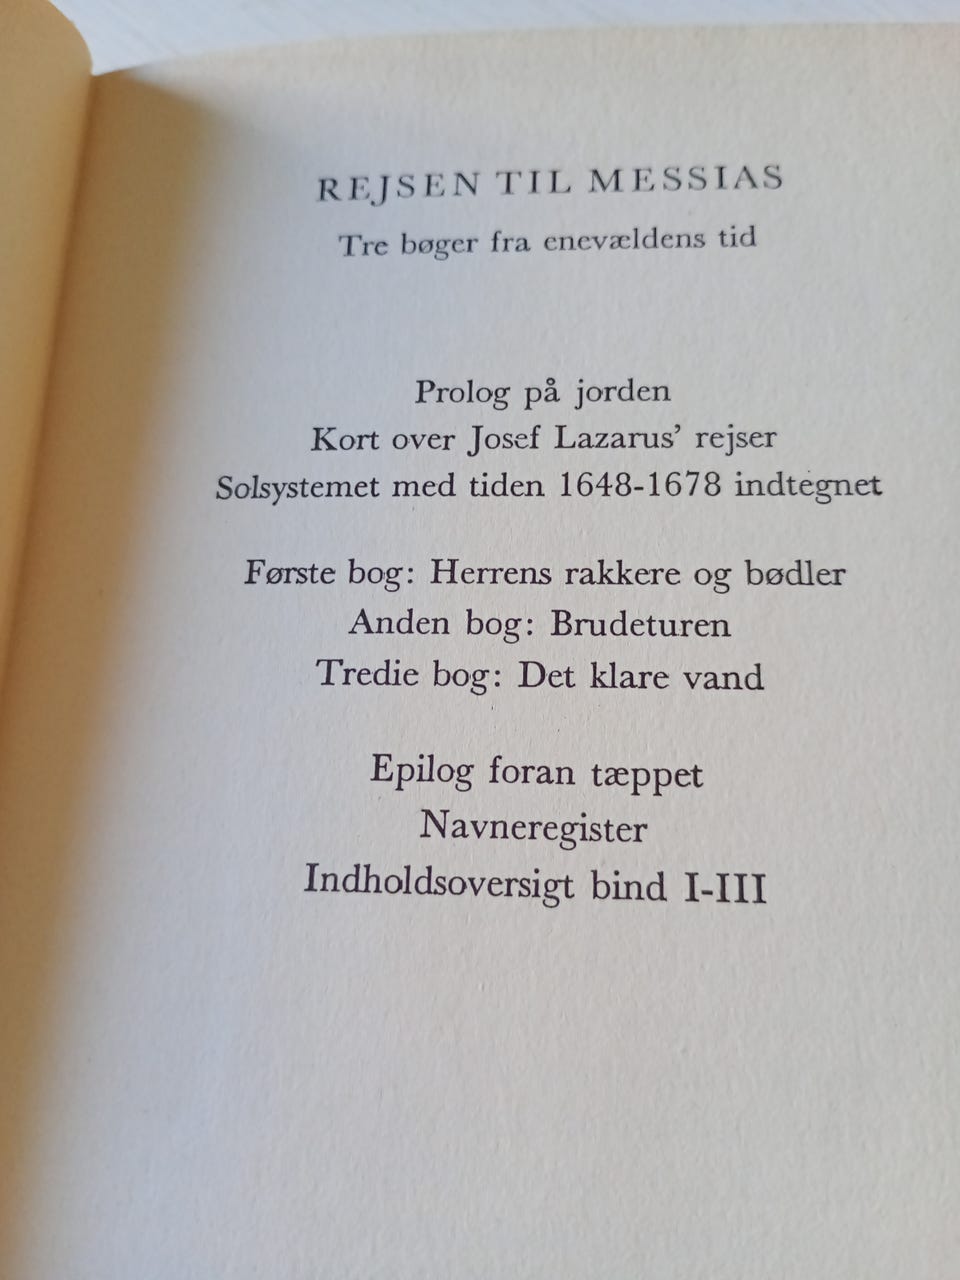 REJSEN TIL MESSIAS
Tre bøger fra enevældens tid
Prolog på jorden
Kort over Josef Lazarus’ rejser
Solsystemet med tiden 1648-1678 indtegnet
Første bog: Herrens rakkere og bødler
Anden bog: Brudeturen
Tredie bog: Det klare vand
Epilog foran tæppet
Navneregister
Indholdsoversigt bind I-III